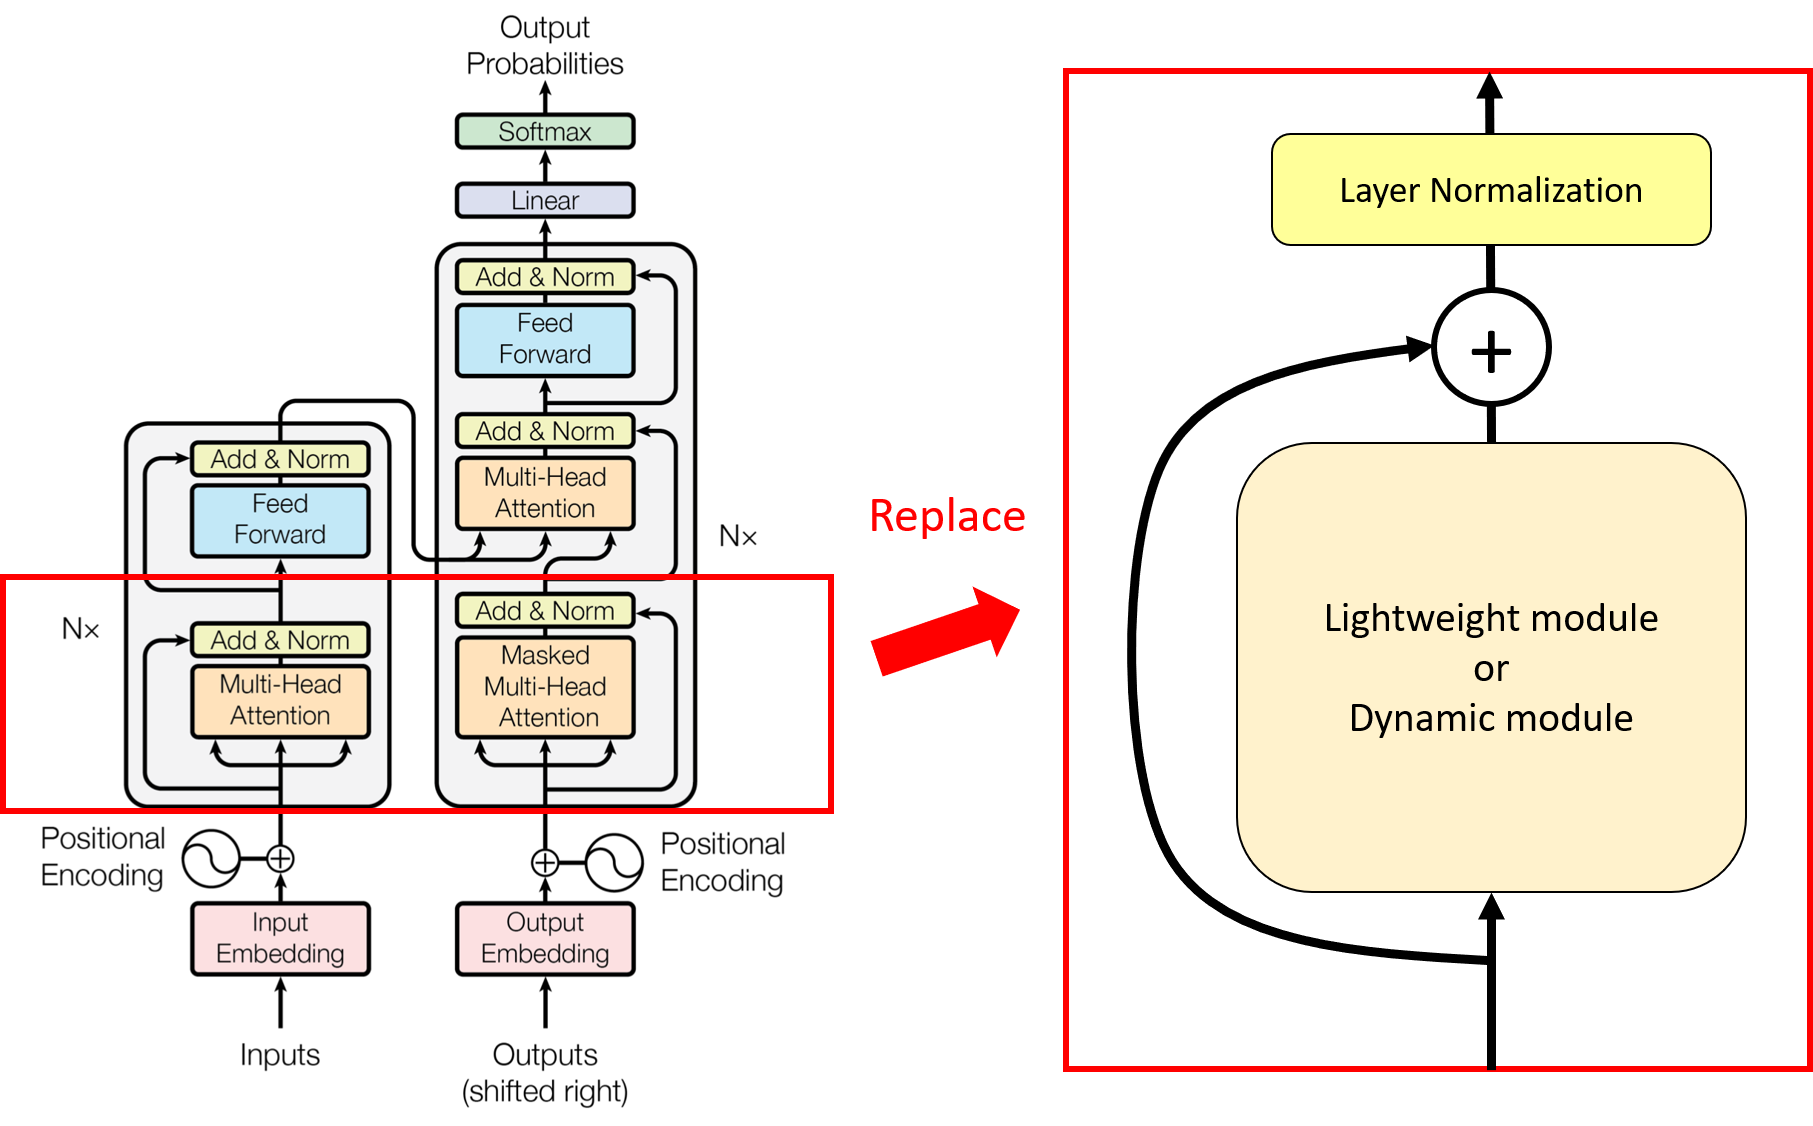 Output
Probabilities
Softmax
Linear
Add & Norm
Feed
Forward
Add & Norm
Multi-Head
Attention
N×
Add & Norm
Masked
Multi-Head
Attention
Add & Norm
Feed
Forward
N×
Add & Norm
Multi-Head
Attention
Positional
Encoding
Positional
Encoding
Input
Embedding
Output
Embedding
Inputs
Outputs
(shifted right)
Replace
Layer Normalization
+
Lightweight module
or
Dynamic module